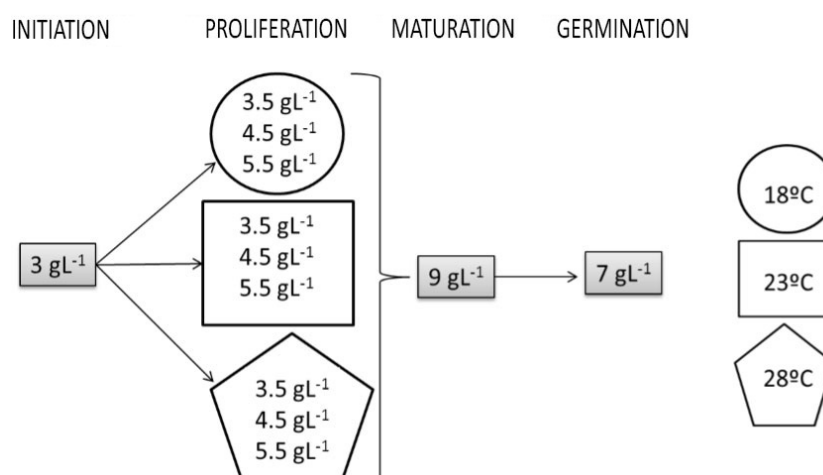 INITIATION PROLIFERATION MATURATION GERMINATION
3.5 gL⁻¹
4.5 gL⁻¹
5.5 gL⁻¹
3 gL⁻¹
3.5 gL⁻¹
4.5 gL⁻¹
5.5 gL⁻¹
3.5 gL⁻¹
4.5 gL⁻¹
5.5 gL⁻¹
9 gL⁻¹
7 gL⁻¹
18ºC
23ºC
28ºC